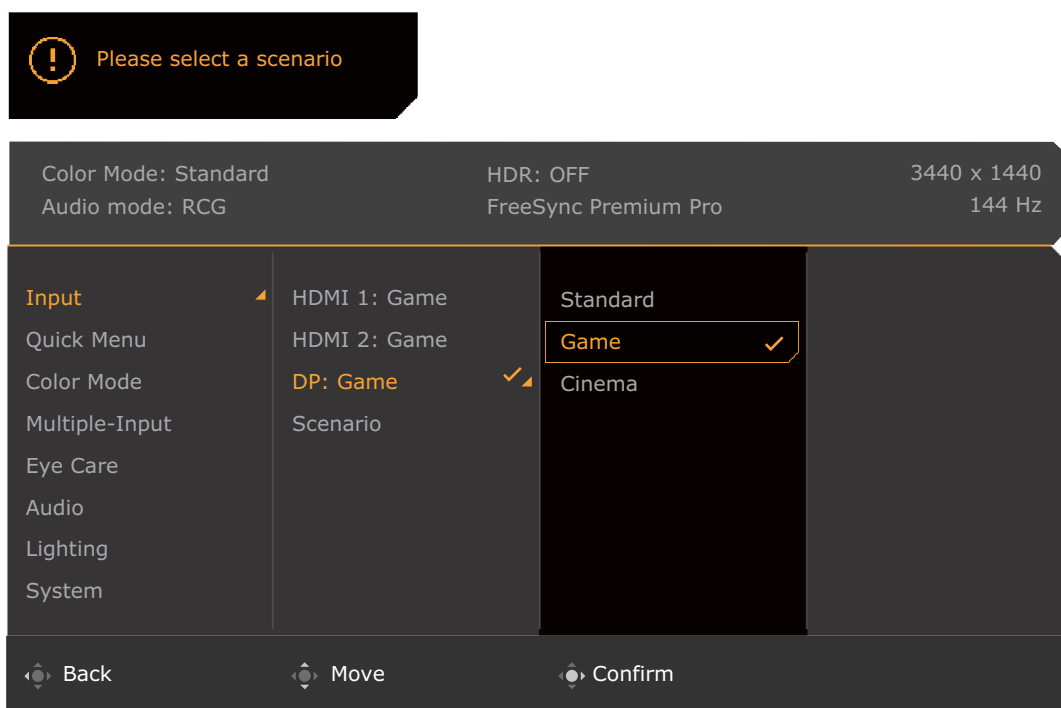 Please select a scenario
Color Mode: Standard
HDR: OFF
3440 x 1440
Audio mode: RCG
FreeSync Premium Pro
144 Hz
Input
Quick Menu
Color Mode
Multiple-Input
Eye Care
Audio
Lighting
System
HDMI 1: Game
HDMI 2: Game
DP: Game
Scenario
Standard
Game
Cinema
Back
Move
Confirm